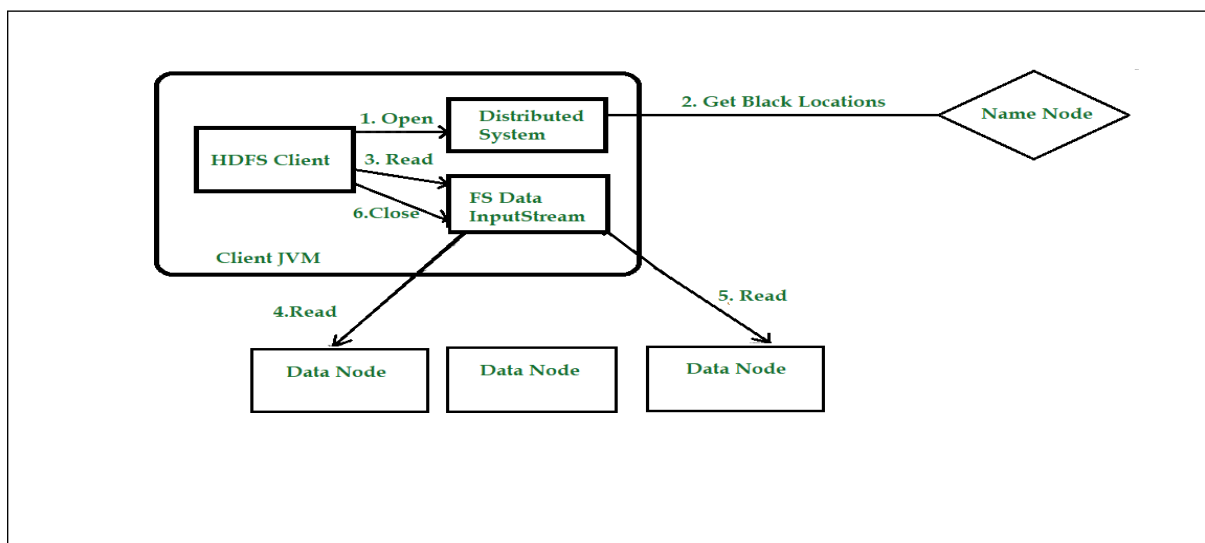 1. Open
Distributed
System
2. Get Black Locations
Name Node
HDFS Client
3. Read
FS Data
InputStream
6.Close
Client JVM
4.Read
5. Read
Data Node
Data Node
Data Node